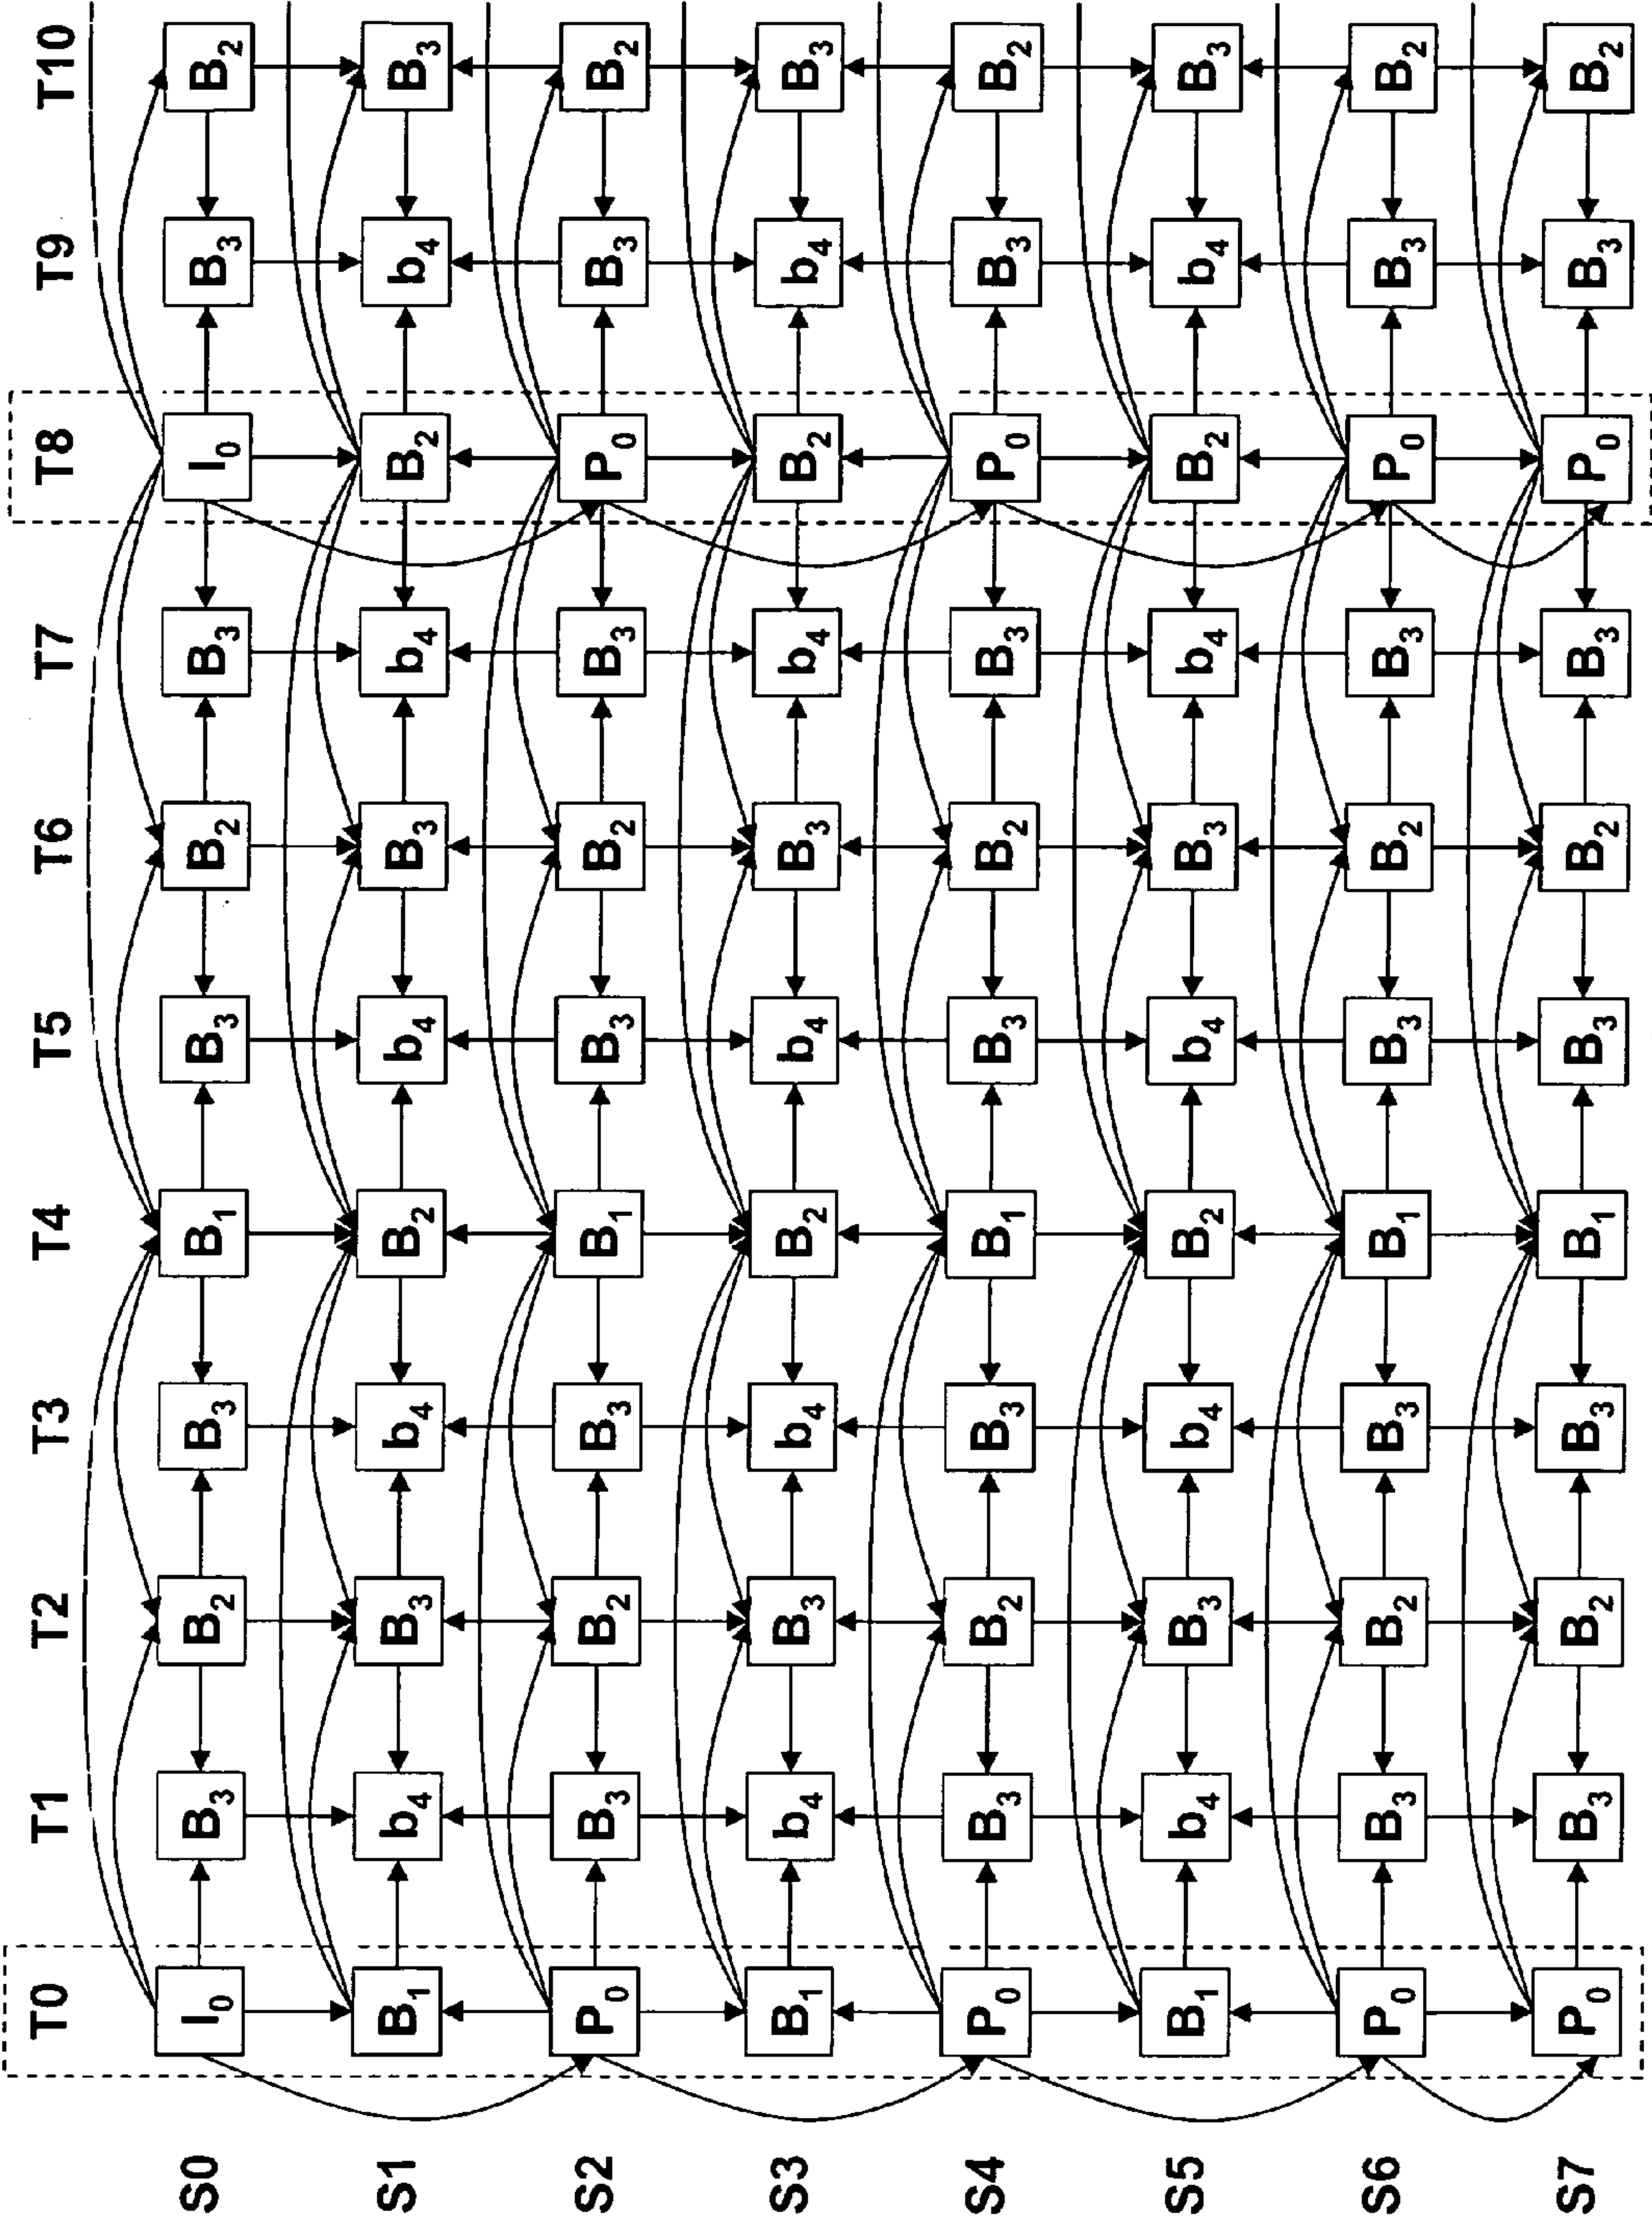 T0 T1 T2 T3 T4 T5 T6 T7 T8 T9 T10
S0 I₀ B₃ B₂ B₃ B₁ B₃ B₂ B₃ I₀ B₃ B₂
S1 B₁ b₄ B₃ b₄ B₂ b₄ B₃ b₄ B₂ b₄ B₃
S2 P₀ B₃ B₂ B₃ B₁ B₃ B₂ B₃ P₀ B₃ B₂
S3 B₁ b₄ B₃ b₄ B₂ b₄ B₃ b₄ B₂ b₄ B₃
S4 P₀ B₃ B₂ B₃ B₁ B₃ B₂ B₃ P₀ B₃ B₂
S5 B₁ b₄ B₃ b₄ B₂ b₄ B₃ b₄ B₂ b₄ B₃
S6 P₀ B₃ B₂ B₃ B₁ B₃ B₂ B₃ P₀ B₃ B₂
S7 P₀ B₃ B₂ B₃ B₁ B₃ B₂ B₃ P₀ B₃ B₂